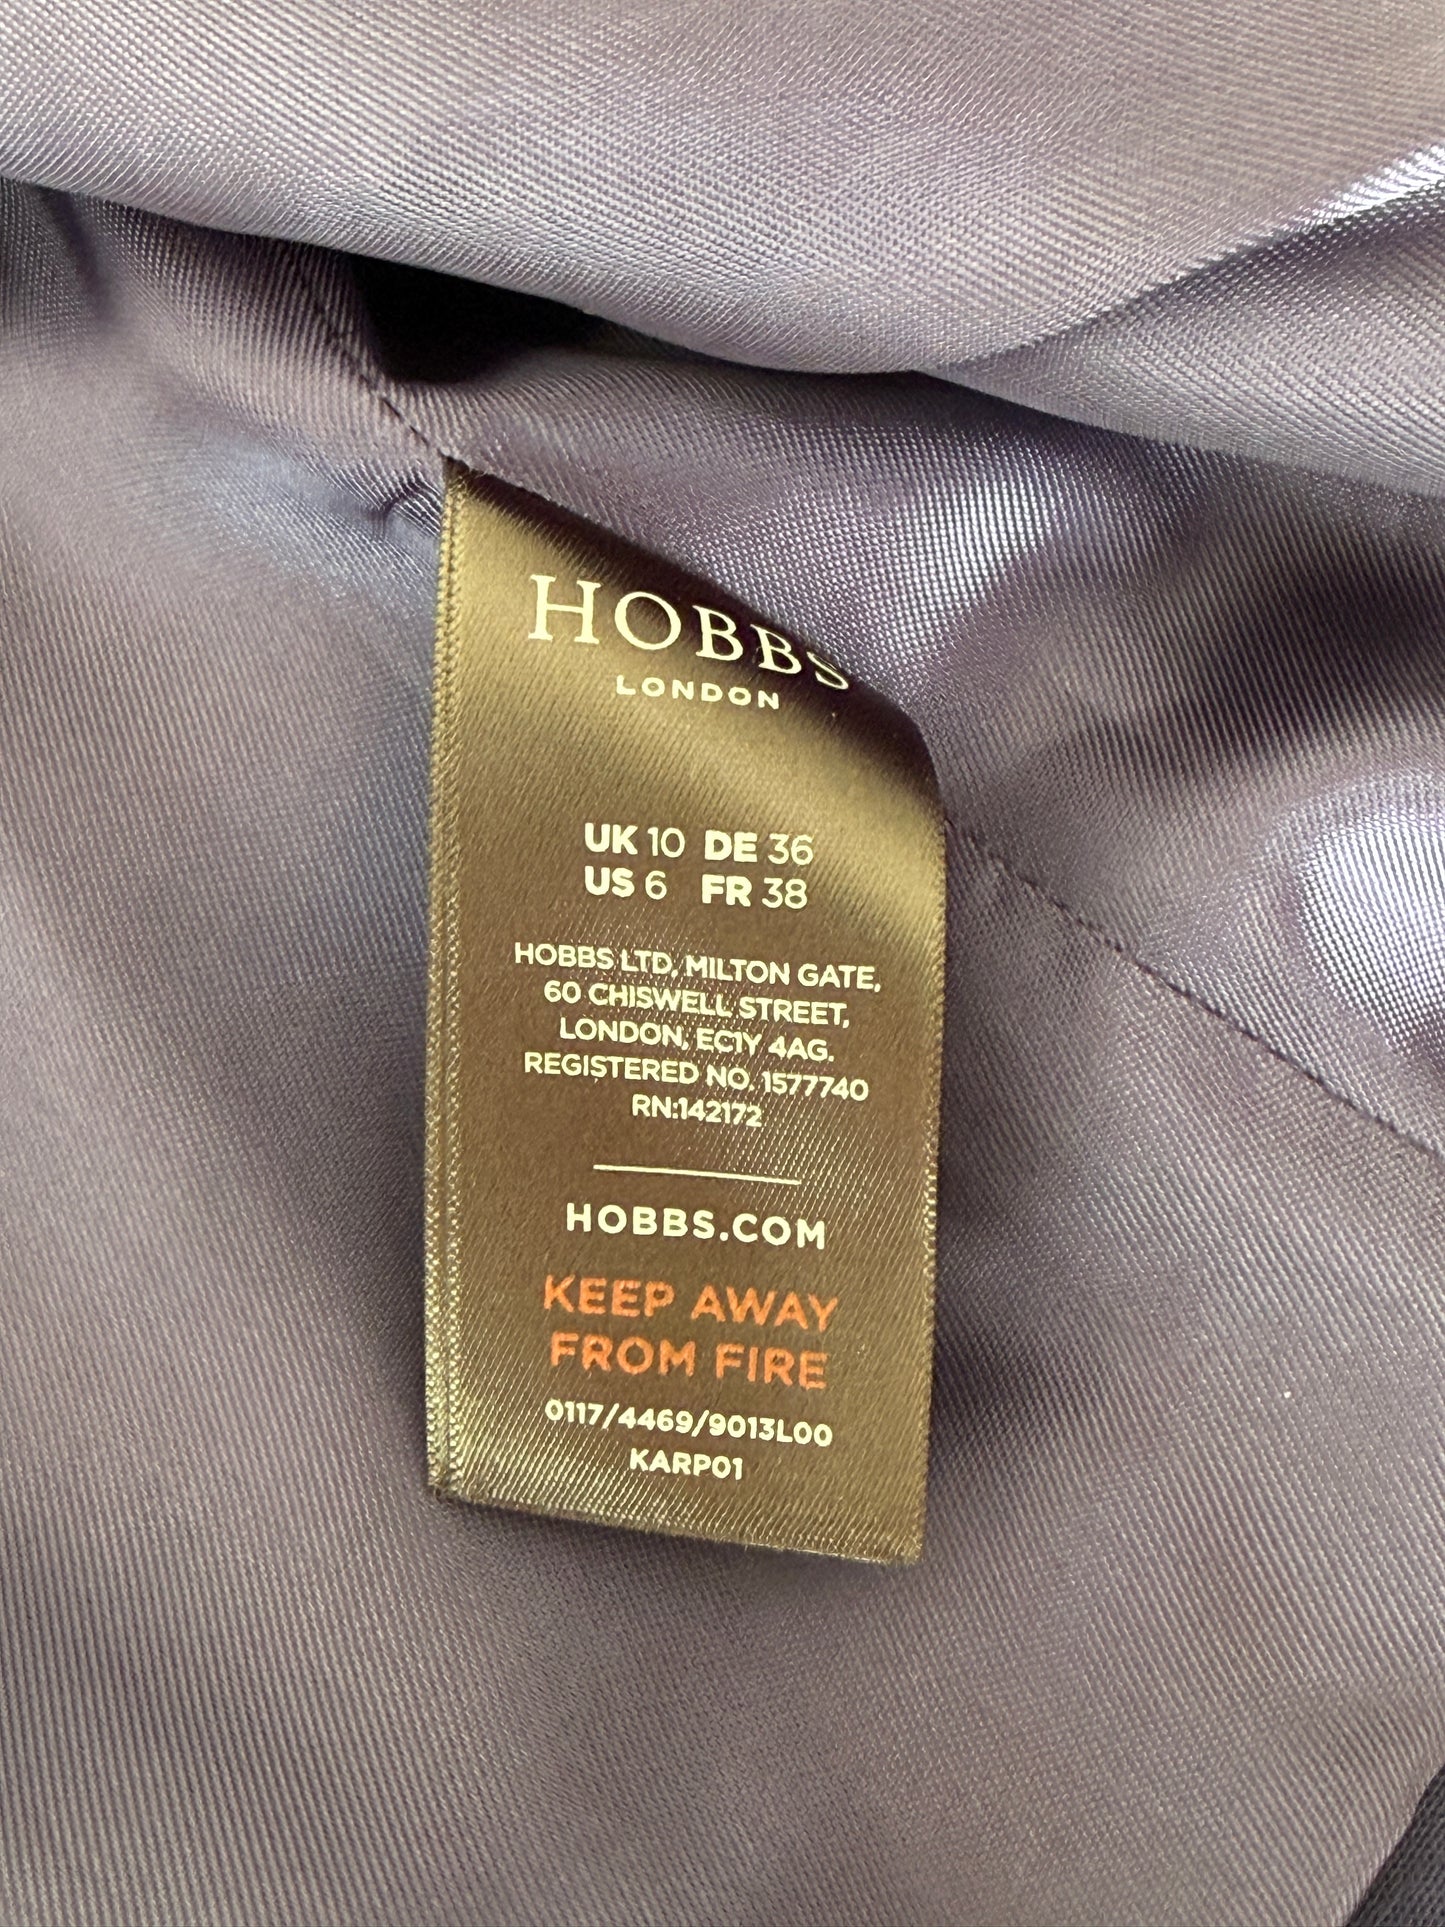 HOBBS
LONDON
UK 10 DE 36
US 6 FR 38
HOBBS LTD, MILTON GATE,
60 CHISWELL STREET,
LONDON, EC1Y 4AG.
REGISTERED NO. 1577740
RN:142172
HOBBS.COM
KEEP AWAY
FROM FIRE
0117/4469/9013L00
KARP01